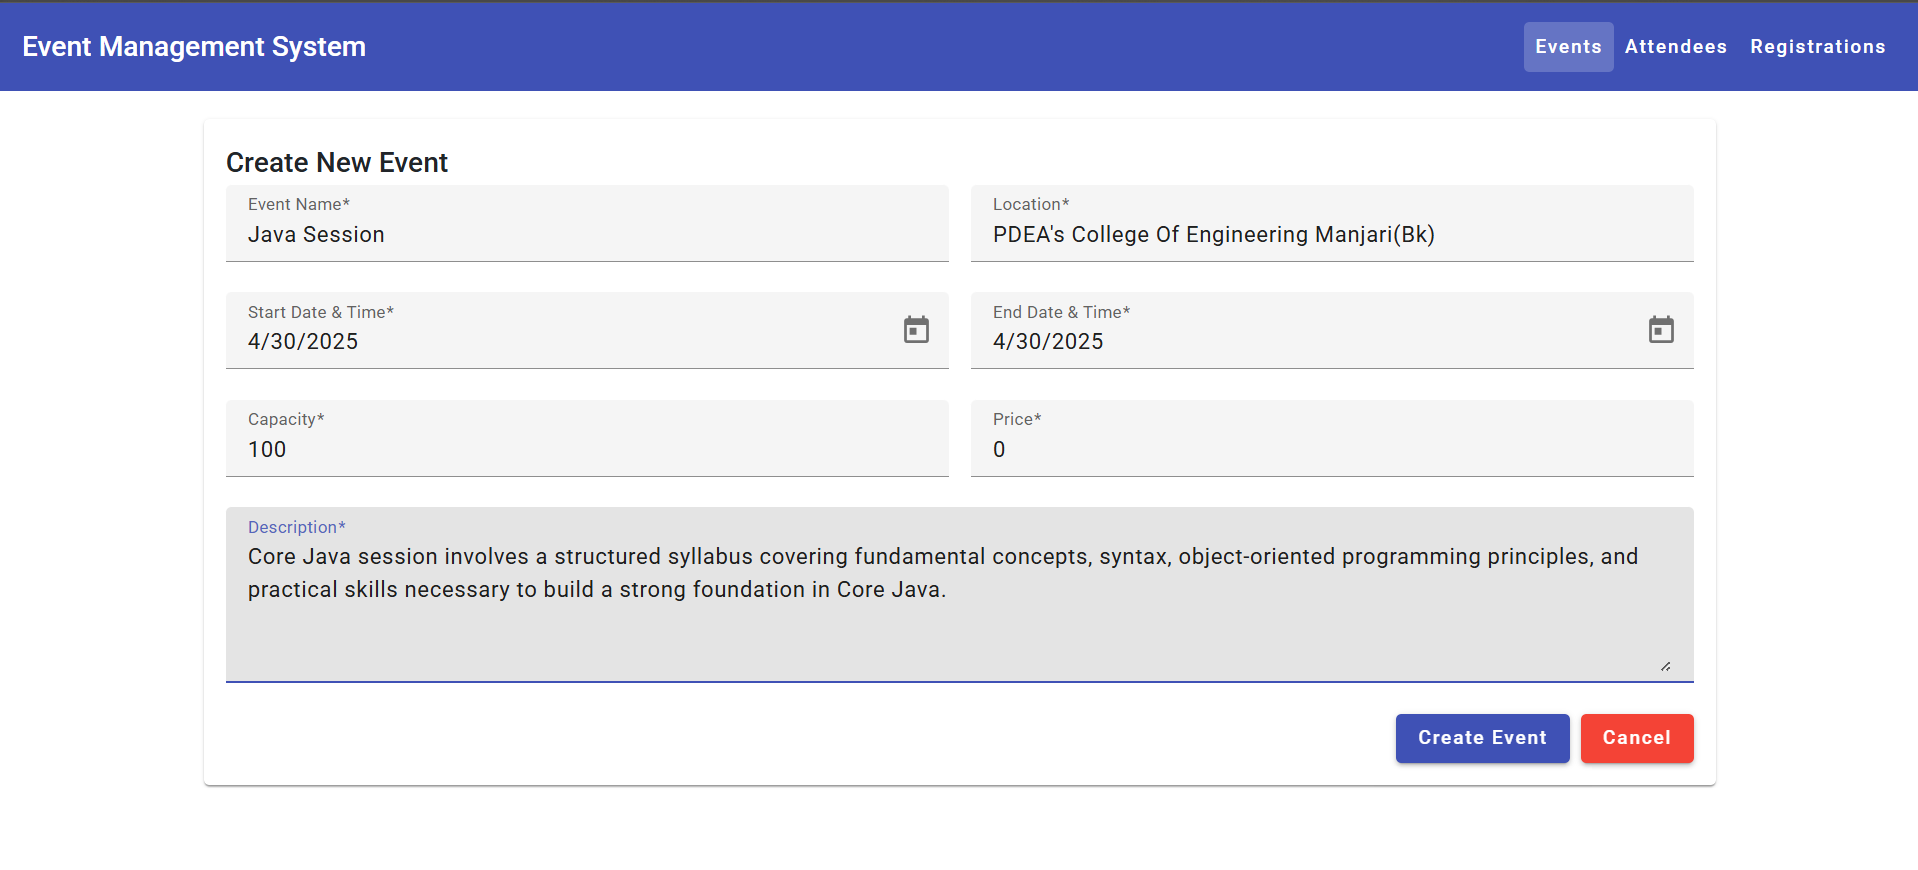 Event Management System
Events Attendees Registrations
Create New Event
Event Name*
Java Session
Location*
PDEA's College Of Engineering Manjari(Bk)
Start Date & Time*
4/30/2025
End Date & Time*
4/30/2025
Capacity*
100
Price*
0
Description*
Core Java session involves a structured syllabus covering fundamental concepts, syntax, object-oriented programming principles, and
practical skills necessary to build a strong foundation in Core Java.
Create Event
Cancel